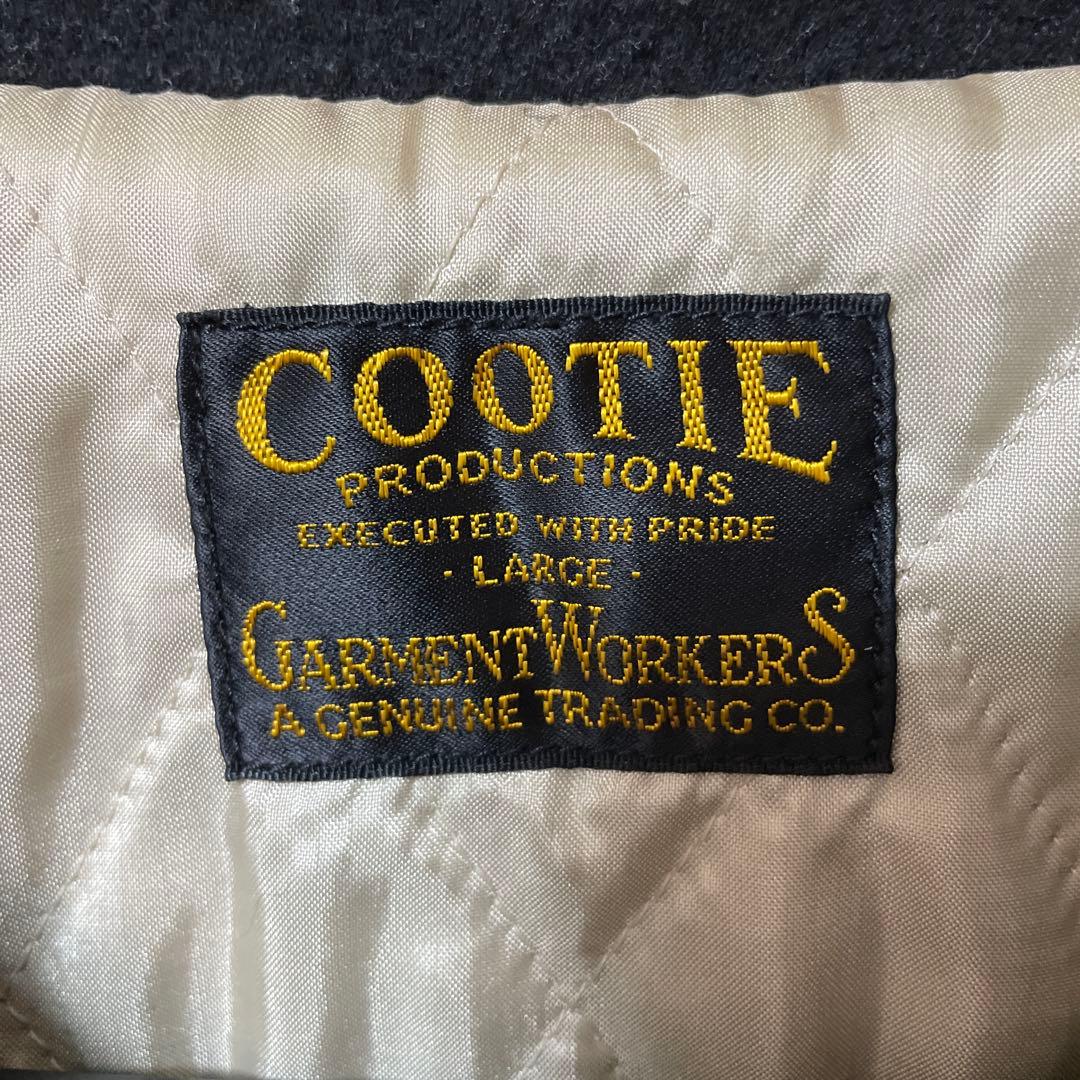 COOTIE
PRODUCTIONS
EXECUTED WITH PRIDE
- LARGE -
GARMENTWORKERS
A GENUINE TRADING CO.